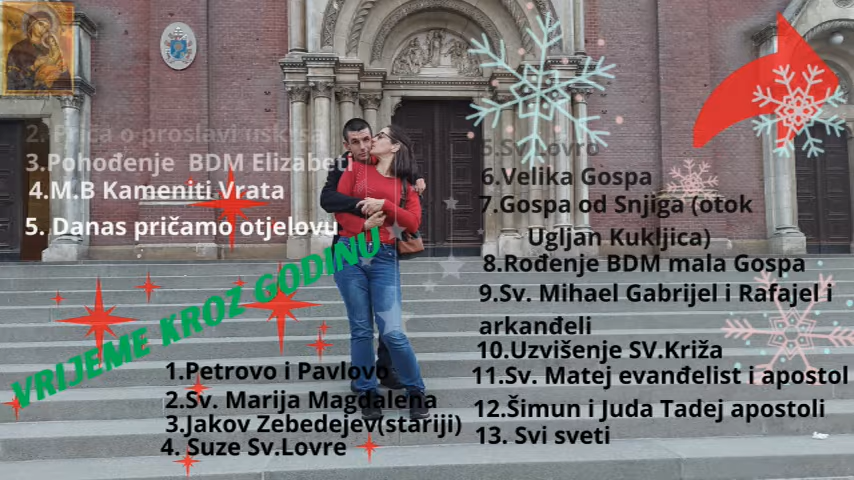 2. Priča o proslavi uskrsa
3.Pohođenje BDM Elizabeti
4.M.B Kameniti Vrata
5. Danas pričamo otjelovu
VRIJEME KROZ GODINU
1.Petrovo i Pavlovo
2.Sv. Marija Magdalena
3.Jakov Zebedejev(stariji)
4. Suze Sv.Lovre
5.Sv Lovro
6.Velika Gospa
7.Gospa od Snjiga (otok
Ugljan Kukljica)
8.Rođenje BDM mala Gospa
9.Sv. Mihael Gabrijel i Rafajel i
arkanđeli
10.Uzvišenje SV.Križa
11.Sv. Matej evanđelist i apostol
12.Šimun i Juda Tadej apostoli
13. Svi sveti